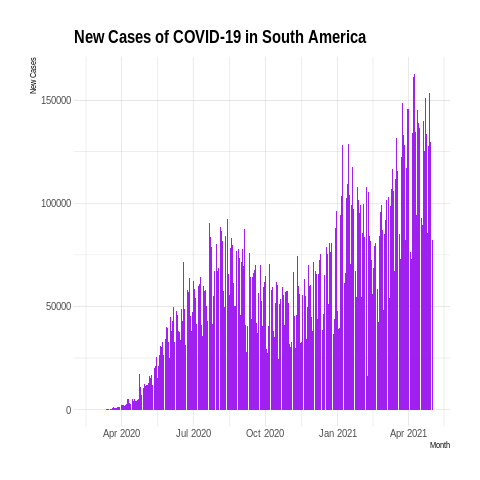 New Cases of COVID-19 in South America
New Cases
150000
100000
50000
0
Apr 2020
Jul 2020
Oct 2020
Jan 2021
Apr 2021
Month